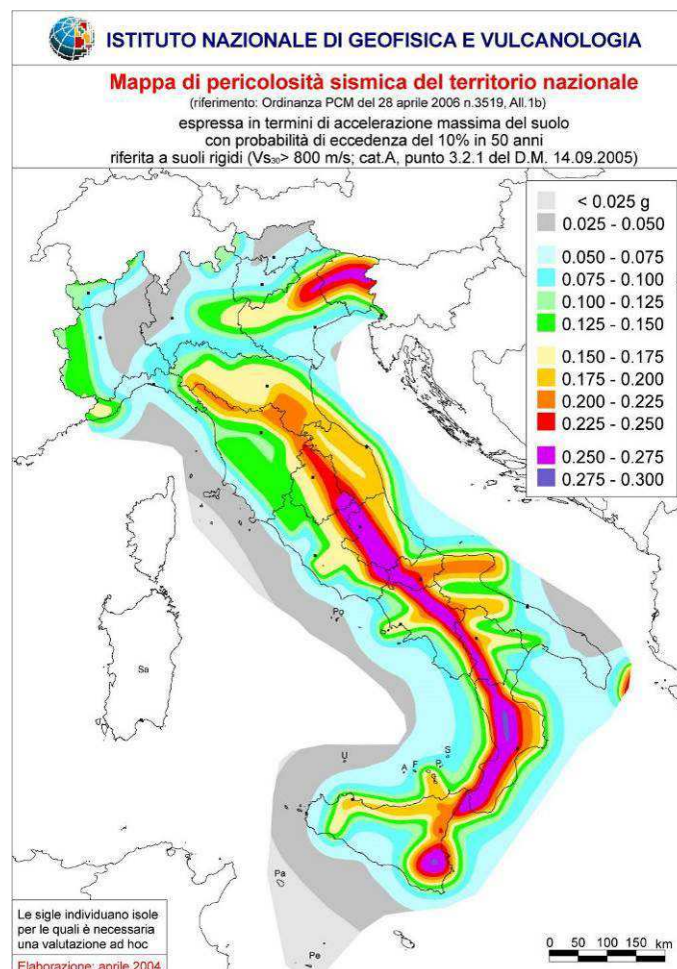 ISTITUTO NAZIONALE DI GEOFISICA E VULCANOLOGIA
Mappa di pericolosità sismica del territorio nazionale
(riferimento: Ordinanza PCM del 28 aprile 2006 n.3519, All.1b)
espressa in termini di accelerazione massima del suolo
con probabilità di eccedenza del 10% in 50 anni
riferita a suoli rigidi (Vs30> 800 m/s; cat.A, punto 3.2.1 del D.M. 14.09.2005)
< 0.025 g
0.025 - 0.050
0.050 - 0.075
0.075 - 0.100
0.100 - 0.125
0.125 - 0.150
0.150 - 0.175
0.175 - 0.200
0.200 - 0.225
0.225 - 0.250
0.250 - 0.275
0.275 - 0.300
Po
Sa
U
A
F
P
S
Pa
Pe
Le sigle individuano isole
per le quali è necessaria
una valutazione ad hoc
Elaborazione: aprile 2004
0 50 100 150 km